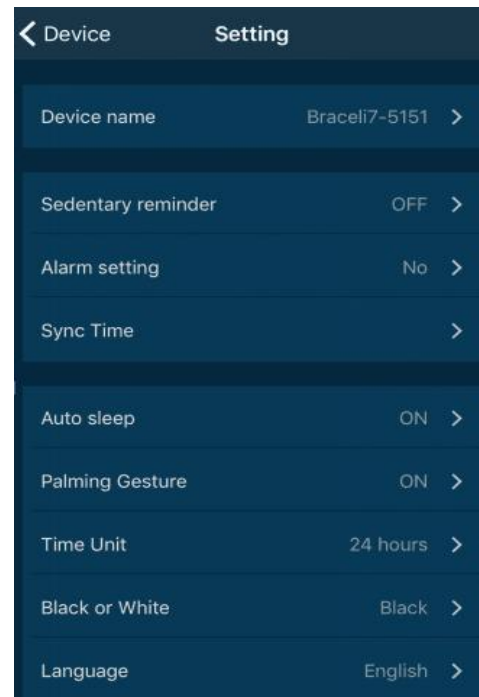 Device Setting
Device name Braceli7-5151
Sedentary reminder OFF
Alarm setting No
Sync Time
Auto sleep ON
Palming Gesture ON
Time Unit 24 hours
Black or White Black
Language English